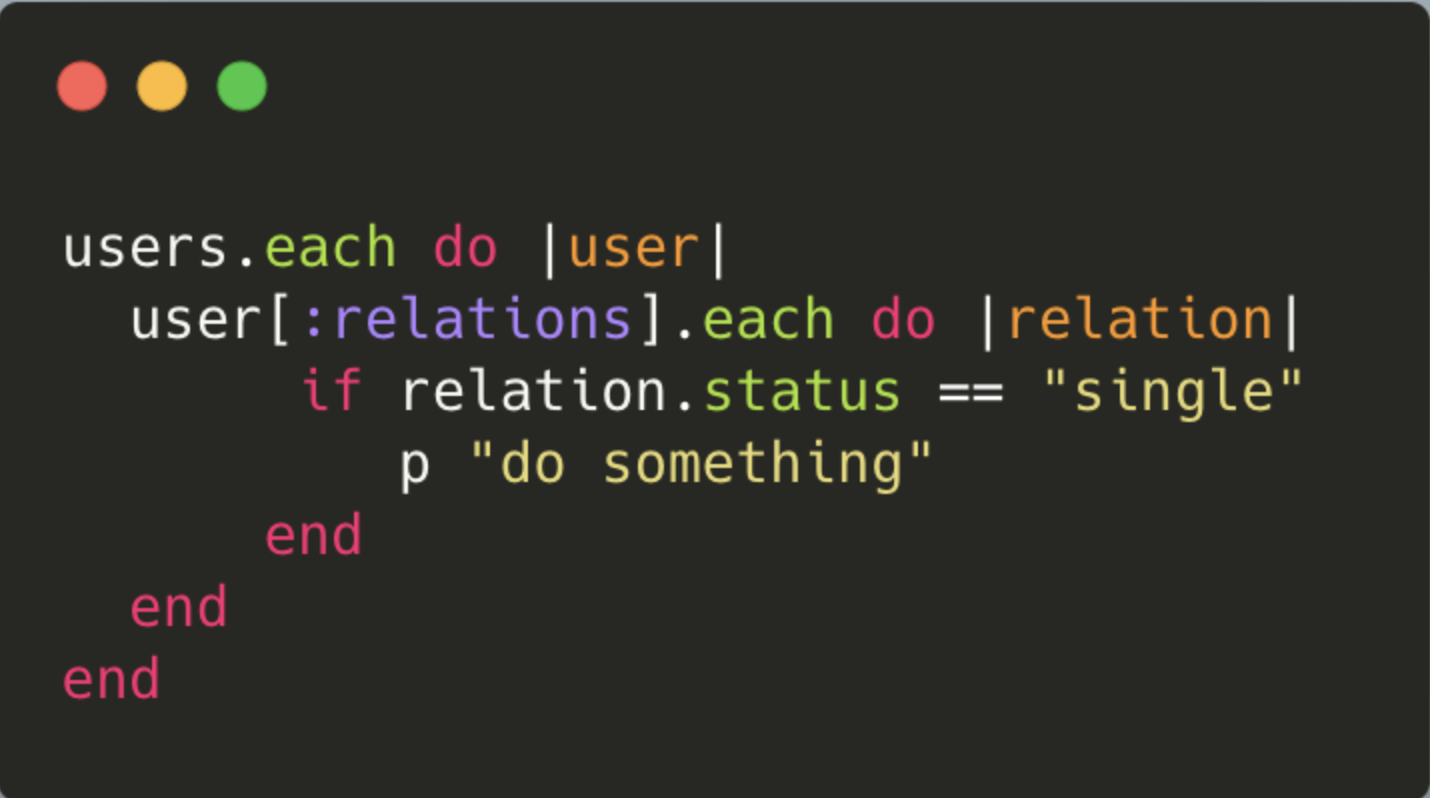 users.each do |user|
  user[:relations].each do |relation|
       if relation.status == "single"
          p "do something"
      end
  end
end